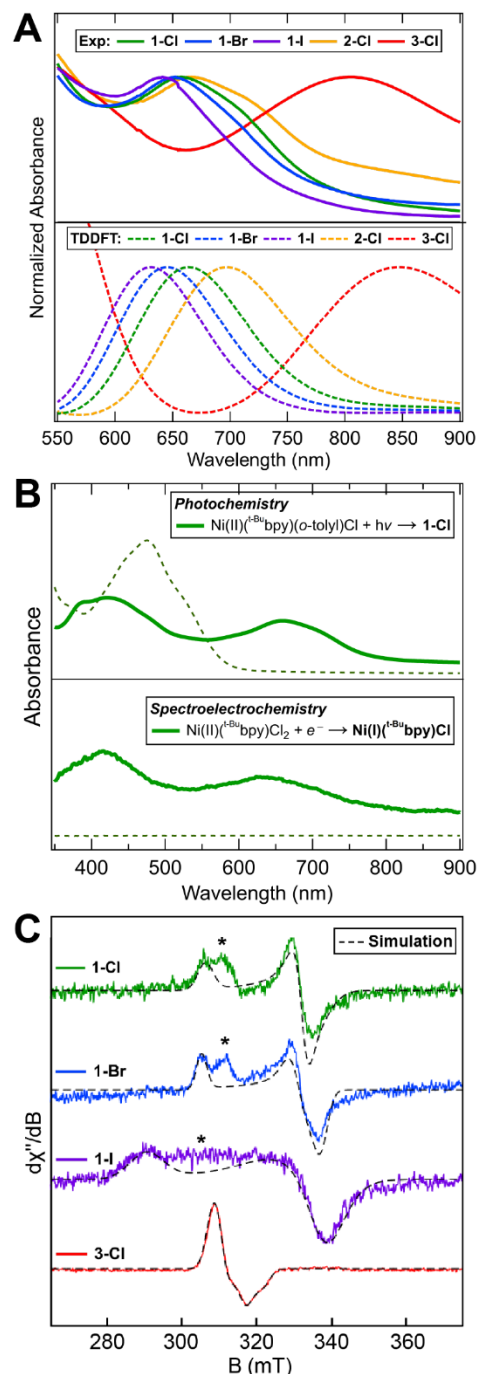 A
Exp: 1-Cl 1-Br 1-I 2-Cl 3-Cl
Normalized Absorbance
TDDFT: 1-Cl 1-Br 1-I 2-Cl 3-Cl
550 600 650 700 750 800 850 900
Wavelength (nm)
B
Photochemistry
Ni(II)(t-Bubpy)(o-tolyl)Cl + hν → 1-Cl
Absorbance
Spectroelectrochemistry
Ni(II)(t-Bubpy)Cl2 + e− → Ni(I)(t-Bubpy)Cl
400 500 600 700 800 900
Wavelength (nm)
C
Simulation
1-Cl
*
1-Br
*
dχ''/dB
1-I
*
3-Cl
280 300 320 340 360
B (mT)